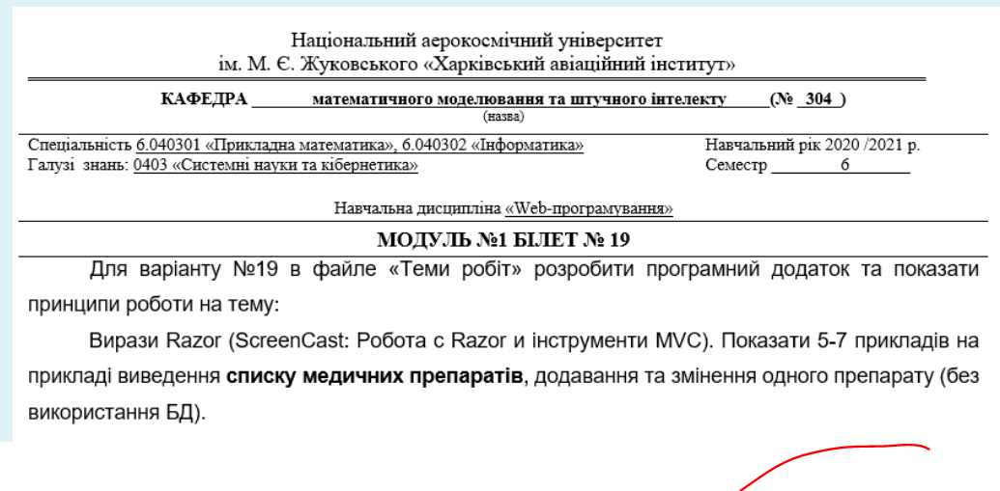 Національний аерокосмічний університет
ім. М. Є. Жуковського «Харківський авіаційний інститут»
КАФЕДРА математичного моделювання та штучного інтелекту (№ 304 )
(назва)
Спеціальність 6.040301 «Прикладна математика», 6.040302 «Інформатика» Навчальний рік 2020 /2021 р.
Галузі знань: 0403 «Системні науки та кібернетика» Семестр 6
Навчальна дисципліна «Web-програмування»
МОДУЛЬ №1 БІЛЕТ № 19
Для варіанту №19 в файле «Теми робіт» розробити програмний додаток та показати
принципи роботи на тему:
Вирази Razor (ScreenCast: Робота с Razor и інструменти MVC). Показати 5-7 прикладів на
прикладі виведення списку медичних препаратів, додавання та змінення одного препарату (без
використання БД).